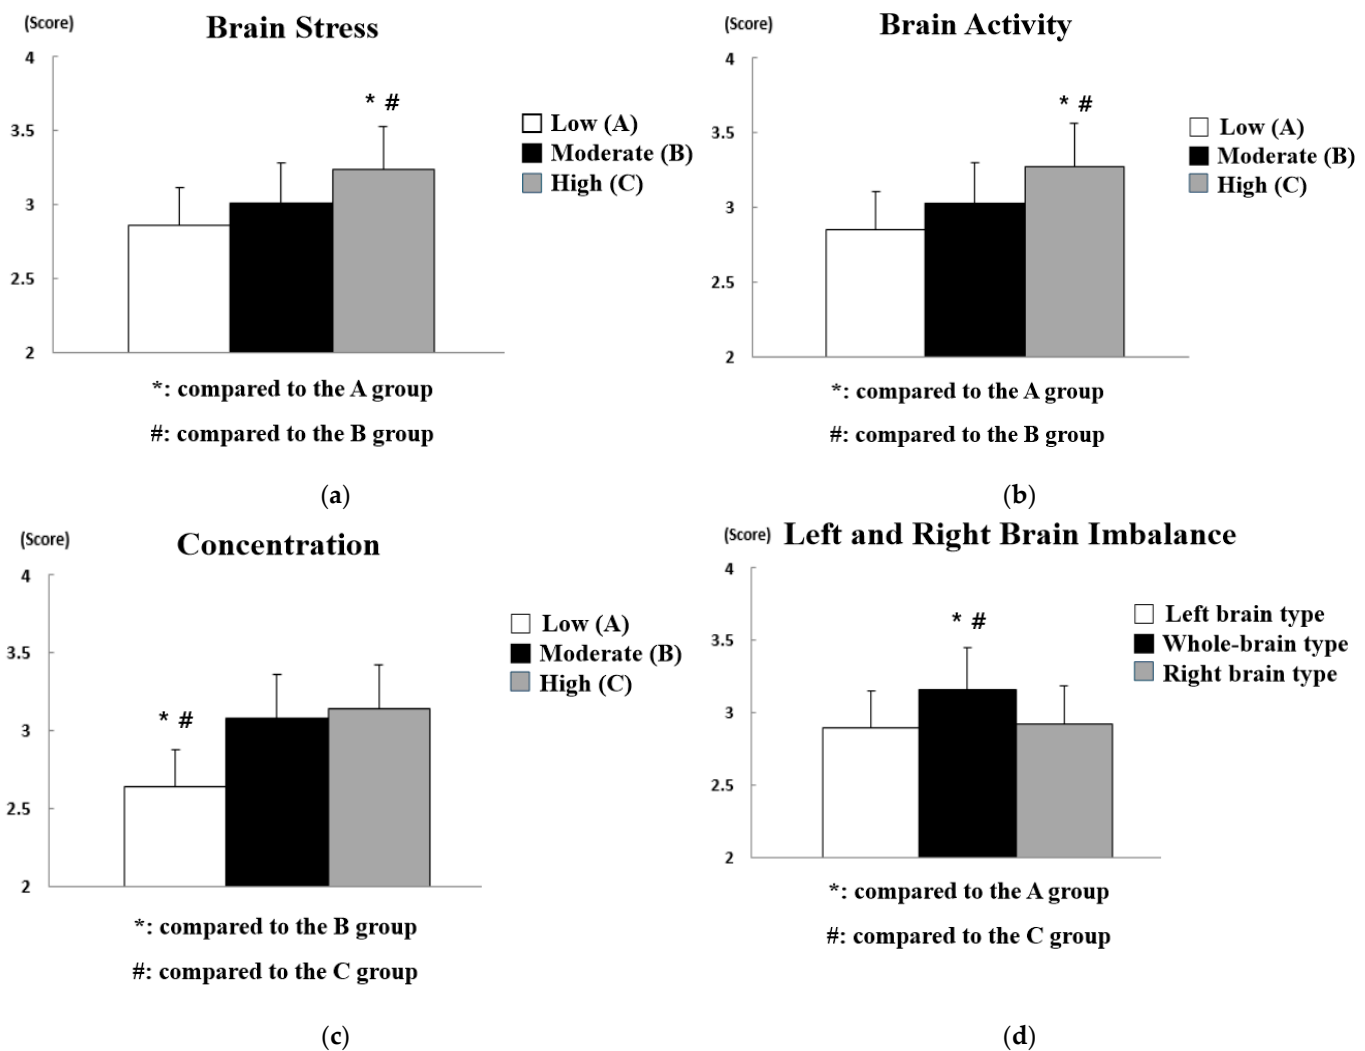 (Score)
Brain Stress
4
3.5
3
2.5
2
* #
Low (A)
Moderate (B)
High (C)
*: compared to the A group
#: compared to the B group
(a)
(Score)
Brain Activity
4
3.5
3
2.5
2
* #
Low (A)
Moderate (B)
High (C)
*: compared to the A group
#: compared to the B group
(b)
(Score)
Concentration
4
3.5
3
2.5
2
* #
Low (A)
Moderate (B)
High (C)
*: compared to the B group
#: compared to the C group
(c)
(Score)
Left and Right Brain Imbalance
4
3.5
3
2.5
2
* #
Left brain type
Whole-brain type
Right brain type
*: compared to the A group
#: compared to the C group
(d)